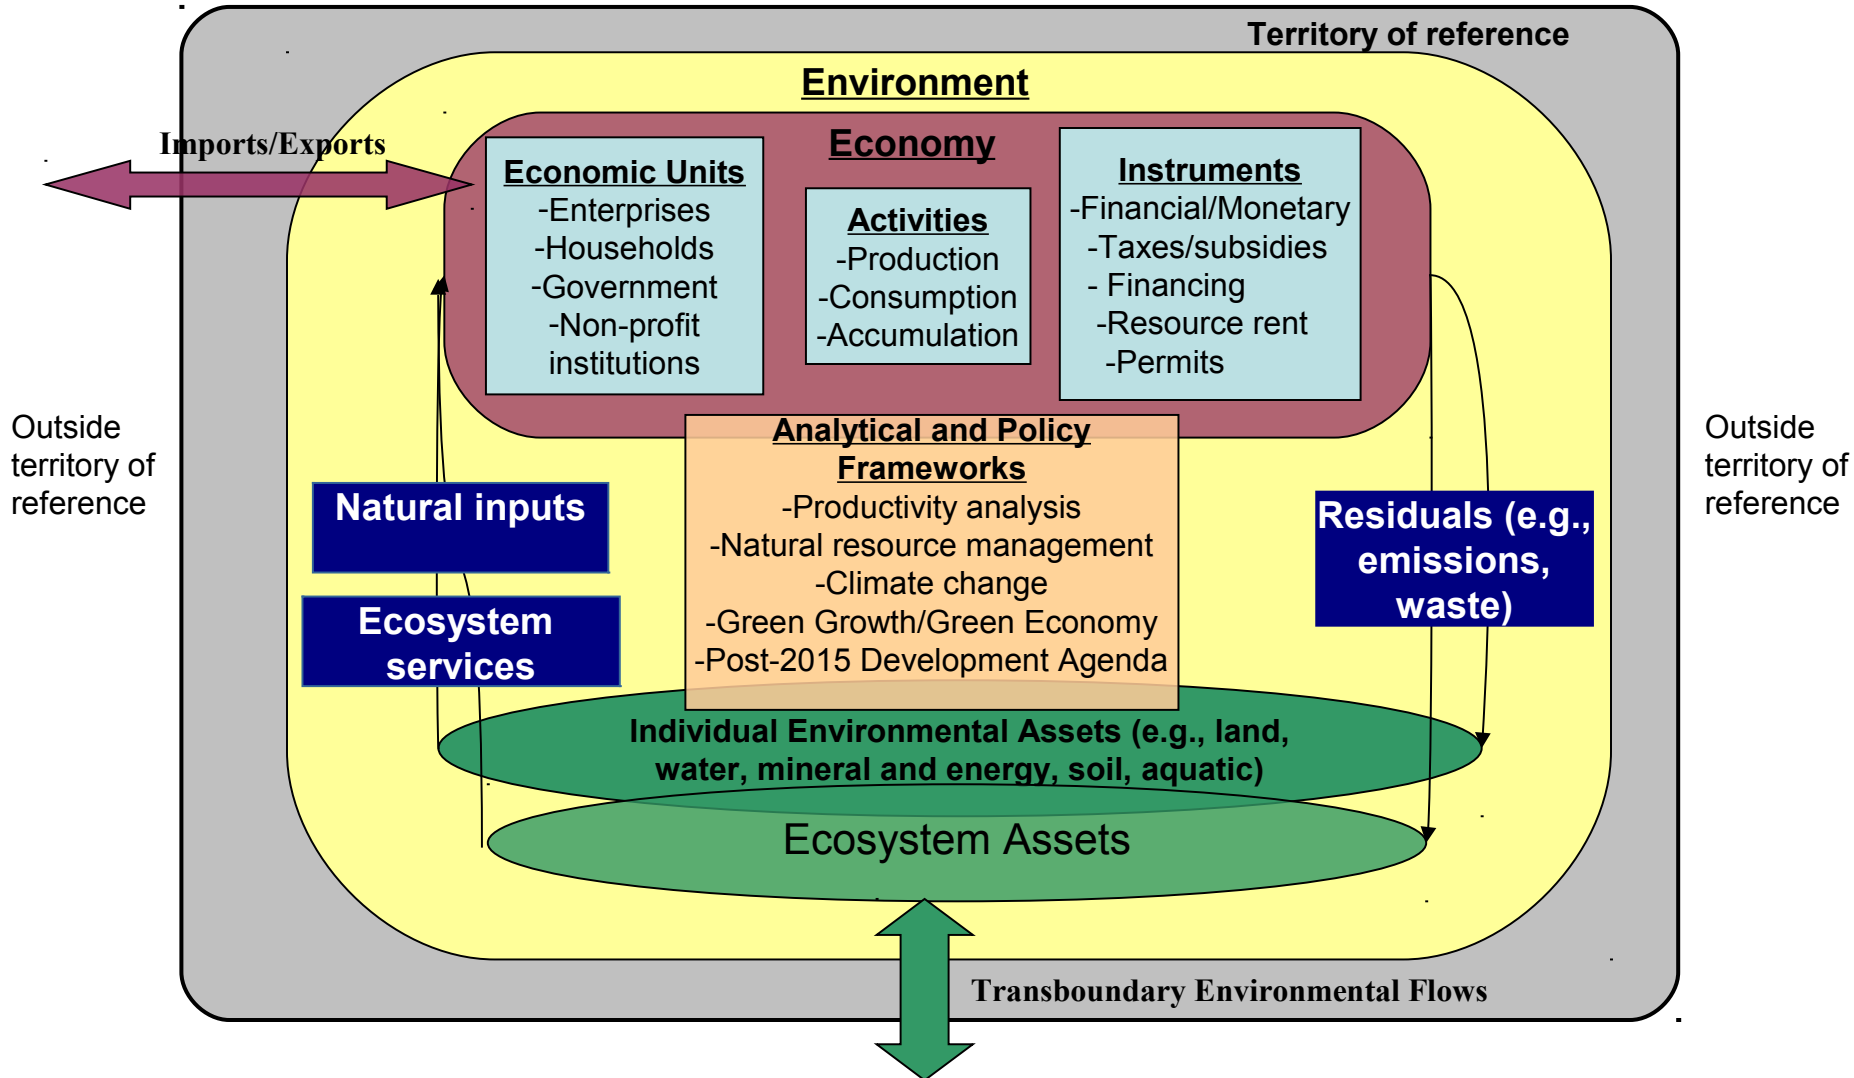 Territory of reference
Environment
Imports/Exports
Economy
Economic Units
-Enterprises
-Households
-Government
-Non-profit
institutions
Activities
-Production
-Consumption
-Accumulation
Instruments
-Financial/Monetary
-Taxes/subsidies
- Financing
-Resource rent
-Permits
Outside
territory of
reference
Analytical and Policy
Frameworks
-Productivity analysis
-Natural resource management
-Climate change
-Green Growth/Green Economy
-Post-2015 Development Agenda
Outside
territory of
reference
Natural inputs
Ecosystem
services
Residuals (e.g.,
emissions,
waste)
Individual Environmental Assets (e.g., land,
water, mineral and energy, soil, aquatic)
Ecosystem Assets
Transboundary Environmental Flows